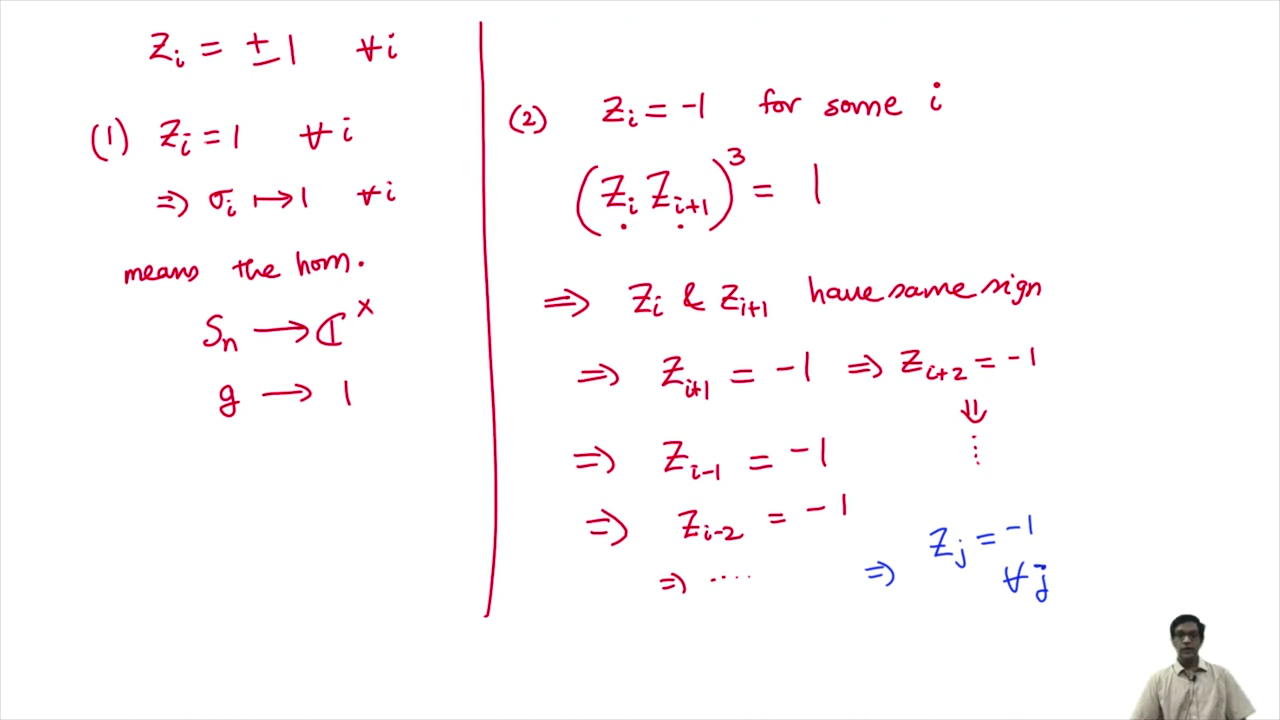 Z_i = ±1 ∀i
(1) Z_i = 1 ∀i
⇒ σ_i ↦ 1 ∀i
means the hom.
S_n → ℂ^×
g → 1
(2) Z_i = -1 for some i
(Z_i Z_{i+1})^3 = 1
⇒ Z_i & Z_{i+1} have same sign
⇒ Z_{i+1} = -1 ⇒ Z_{i+2} = -1
⇓
⋮
⇒ Z_{i-1} = -1
⇒ Z_{i-2} = -1
⇒ ....
⇒ Z_j = -1
∀j